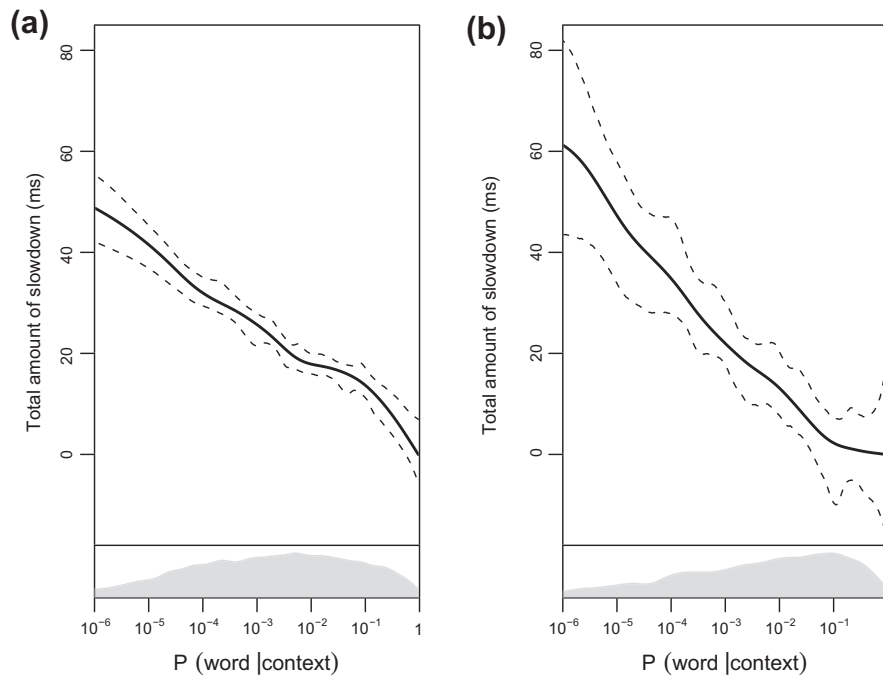 (a)
Total amount of slowdown (ms)
80
60
40
20
0
10⁻⁶ 10⁻⁵ 10⁻⁴ 10⁻³ 10⁻² 10⁻¹ 1
P (word |context)
(b)
Total amount of slowdown (ms)
80
60
40
20
0
10⁻⁶ 10⁻⁵ 10⁻⁴ 10⁻³ 10⁻² 10⁻¹
P (word |context)